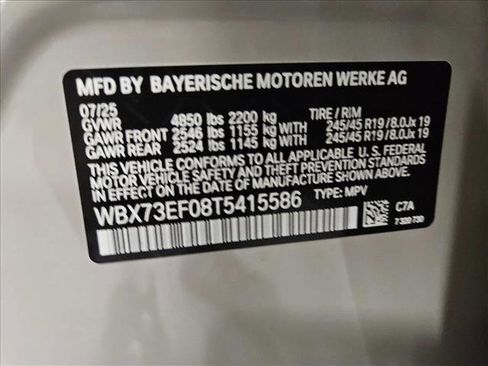 MFD BY BAYERISCHE MOTOREN WERKE AG
07/25 TIRE / RIM
GVWR 4850 lbs 2200 kg
GAWR FRONT 2546 lbs 1155 kg WITH 245/45 R19 /8.0Jx 19
GAWR REAR 2524 lbs 1145 kg WITH 245/45 R19 /8.0Jx 19
THIS VEHICLE CONFORMS TO ALL APPLICABLE U.S. FEDERAL
MOTOR VEHICLE SAFETY AND THEFT PREVENTION STANDARDS
IN EFFECT ON THE DATE OF MANUFACTURE SHOWN ABOVE.
WBX73EF08T5415586 TYPE: MPV
C7A